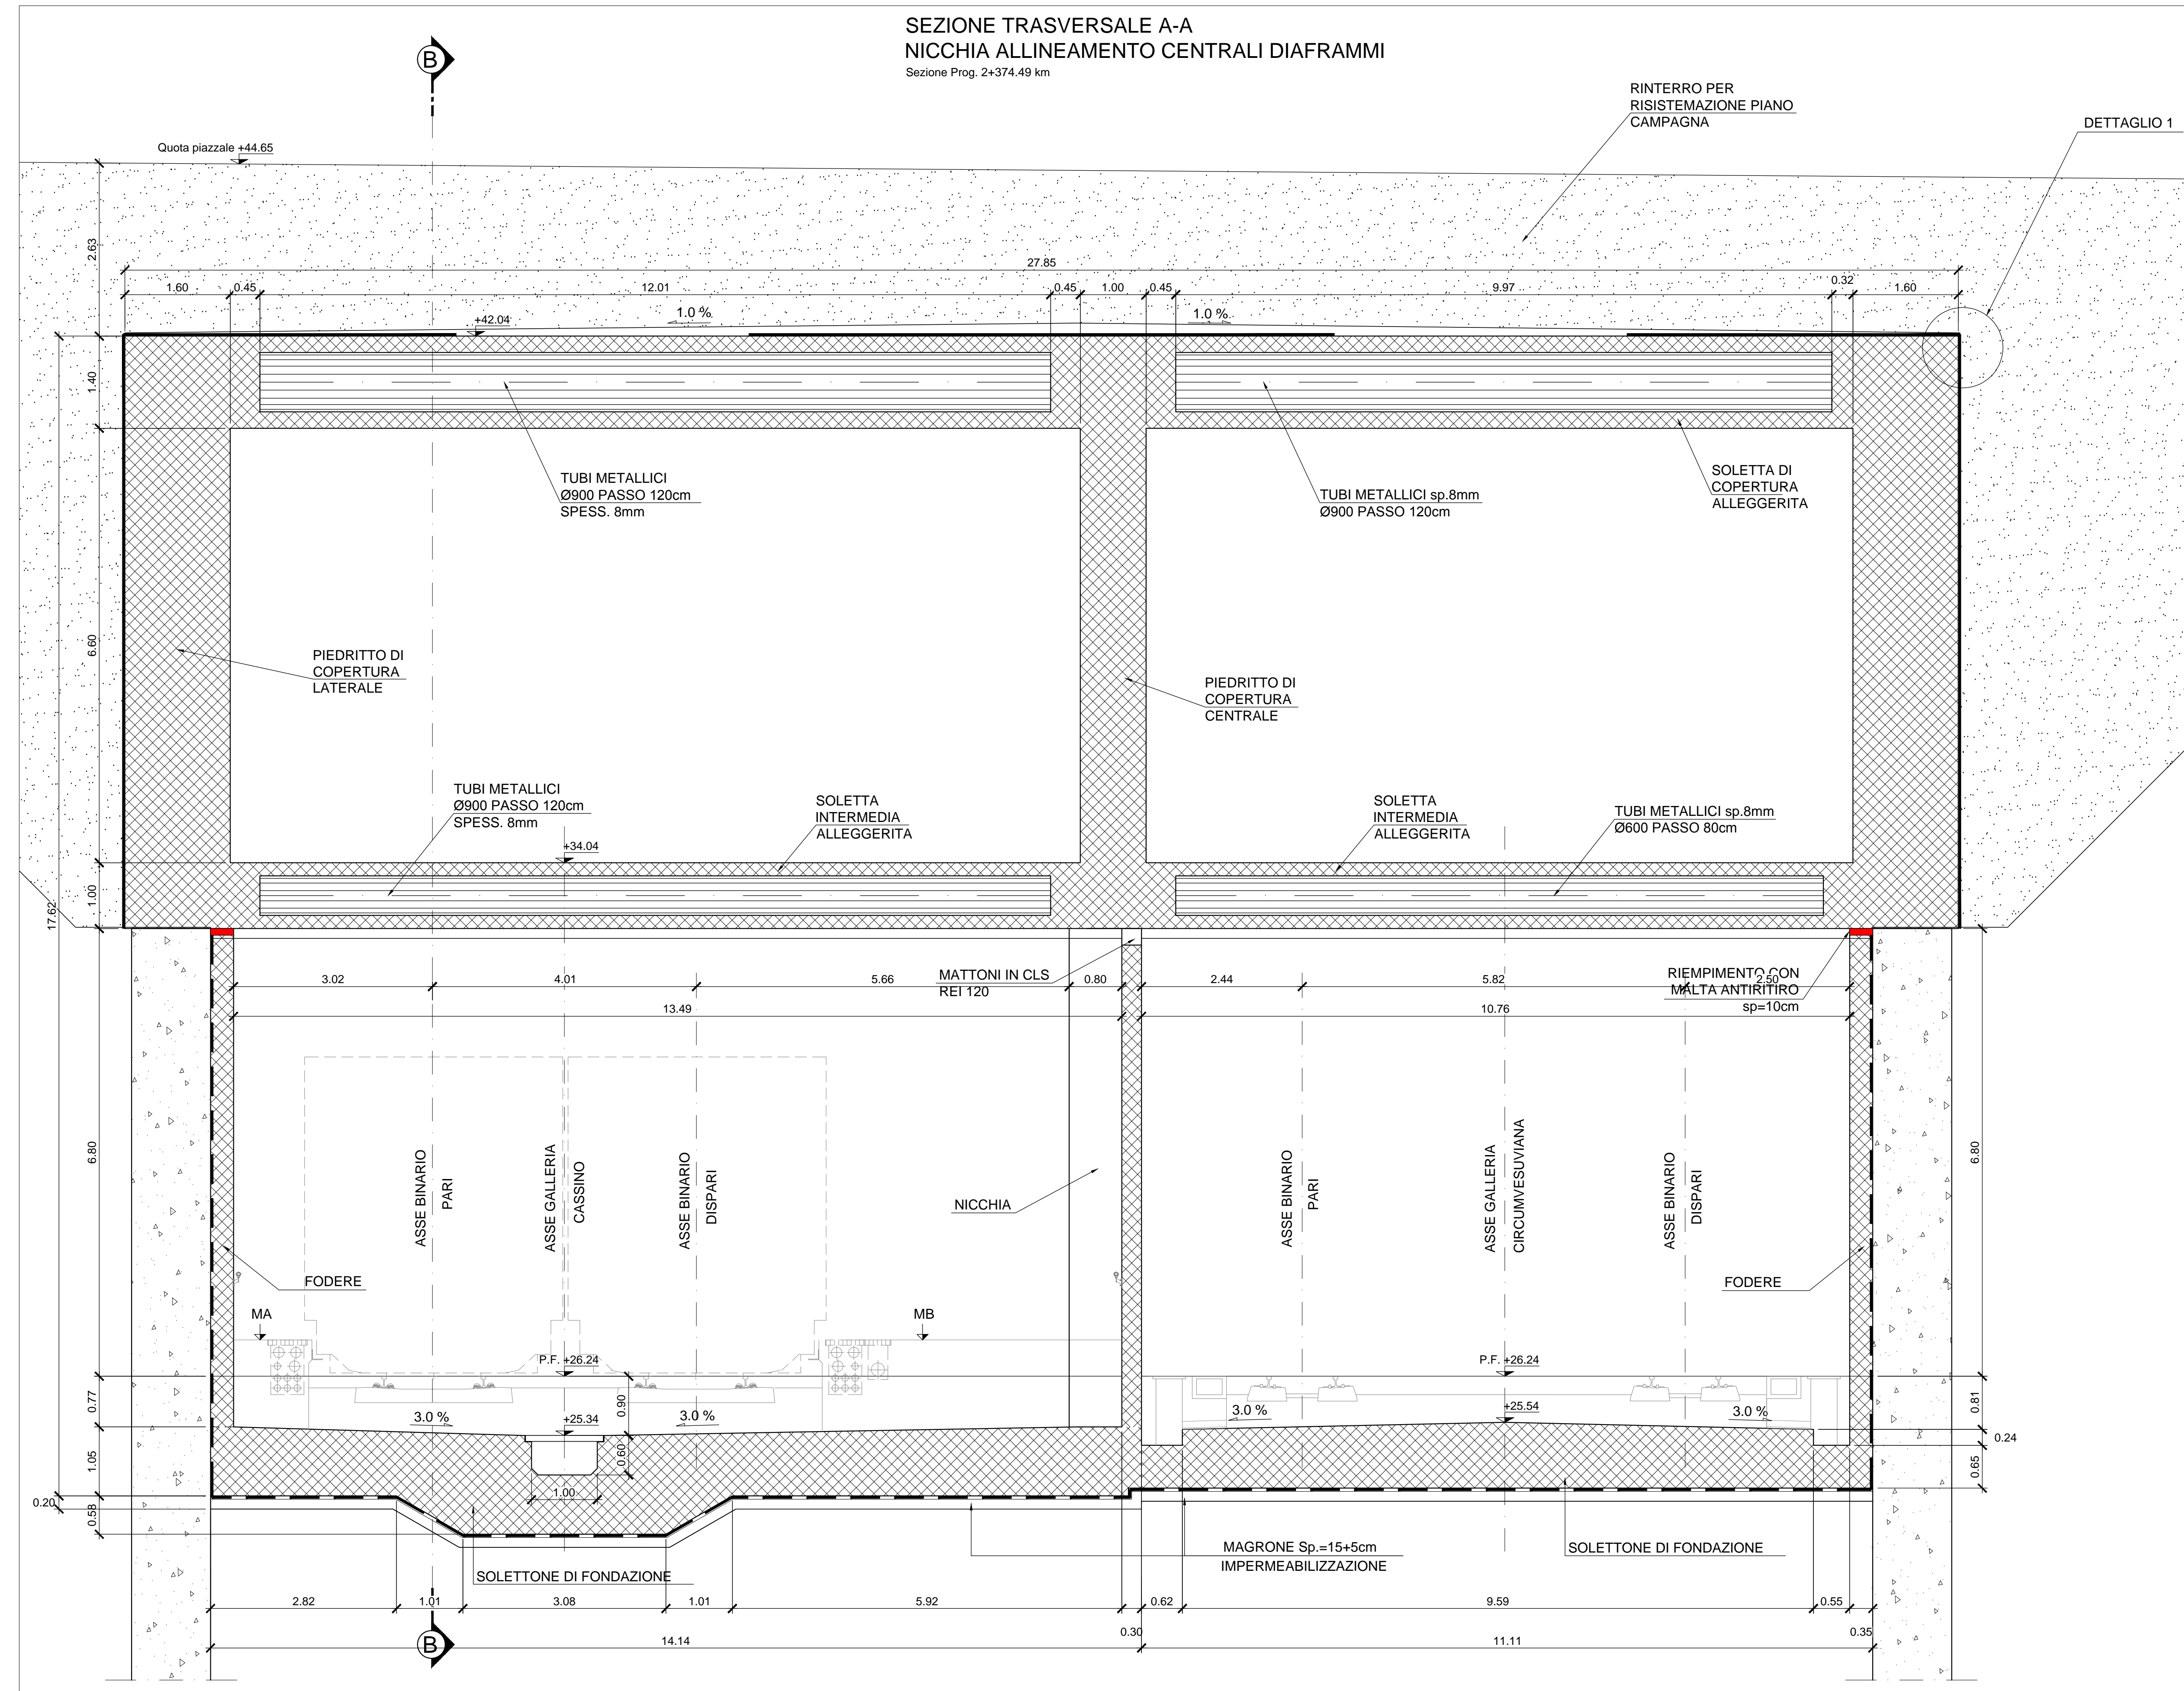 SEZIONE TRASVERSALE A-A
NICCHIA ALLINEAMENTO CENTRALI DIAFRAMMI
Sezione Prog. 2+374.49 km
B
RINTERRO PER
RISISTEMAZIONE PIANO
CAMPAGNA
DETTAGLIO 1
Quota piazzale +44.65
2.63
27.85
1.60
0.45
12.01
0.45
1.00
0.45
9.97
0.32
1.60
+42.04
1.0 %
1.0 %
1.40
TUBI METALLICI
Ø900 PASSO 120cm
SPESS. 8mm
TUBI METALLICI sp.8mm
Ø900 PASSO 120cm
SOLETTA DI
COPERTURA
ALLEGGERITA
6.60
PIEDRITTO DI
COPERTURA
LATERALE
PIEDRITTO DI
COPERTURA
CENTRALE
TUBI METALLICI
Ø900 PASSO 120cm
SPESS. 8mm
SOLETTA
INTERMEDIA
ALLEGGERITA
SOLETTA
INTERMEDIA
ALLEGGERITA
TUBI METALLICI sp.8mm
Ø600 PASSO 80cm
+34.04
1.00
17.62
3.02
4.01
5.66
MATTONI IN CLS
REI 120
0.80
2.44
5.82
2.50
RIEMPIMENTO CON
MALTA ANTIRITIRO
sp=10cm
13.49
10.76
6.80
6.80
ASSE BINARIO
PARI
ASSE GALLERIA
CASSINO
ASSE BINARIO
DISPARI
NICCHIA
ASSE BINARIO
PARI
ASSE GALLERIA
CIRCUMVESUVIANA
ASSE BINARIO
DISPARI
FODERE
FODERE
MA
MB
P.F. +26.24
P.F. +26.24
0.77
0.90
0.81
3.0 %
+25.34
3.0 %
3.0 %
+25.54
3.0 %
0.24
1.05
0.60
0.65
1.00
0.20
0.58
MAGRONE Sp.=15+5cm
IMPERMEABILIZZAZIONE
SOLETTONE DI FONDAZIONE
SOLETTONE DI FONDAZIONE
2.82
1.01
3.08
1.01
5.92
0.62
9.59
0.55
0.30
0.35
B
14.14
11.11